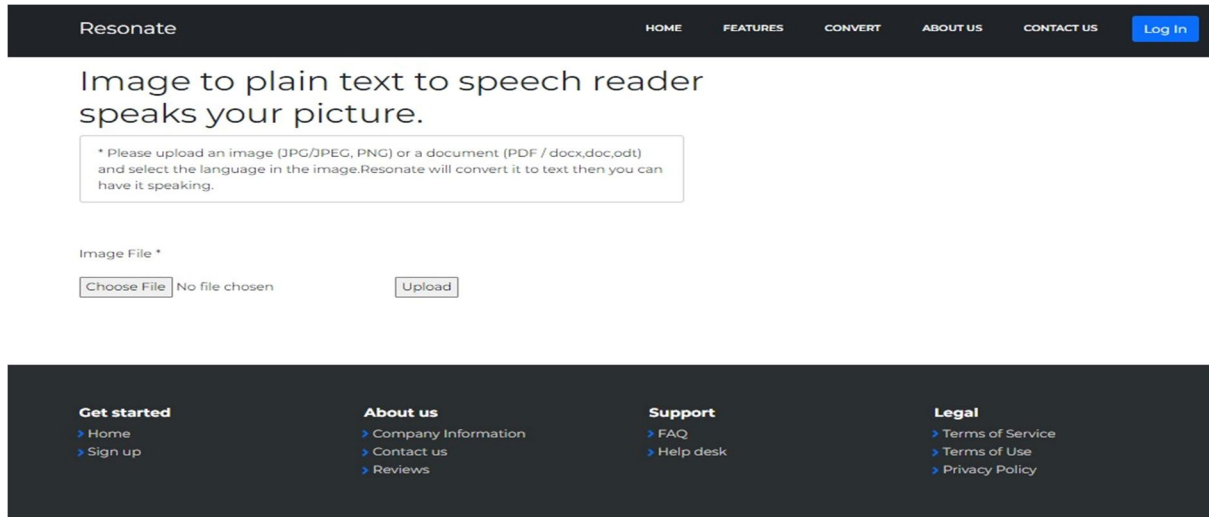 Resonate
HOME FEATURES CONVERT ABOUT US CONTACT US Log In
Image to plain text to speech reader
speaks your picture.
* Please upload an image (JPG/JPEG, PNG) or a document (PDF / docx,doc,odt)
and select the language in the image.Resonate will convert it to text then you can
have it speaking.
Image File *
Choose File No file chosen Upload
Get started
> Home
> Sign up
About us
> Company Information
> Contact us
> Reviews
Support
> FAQ
> Help desk
Legal
> Terms of Service
> Terms of Use
> Privacy Policy